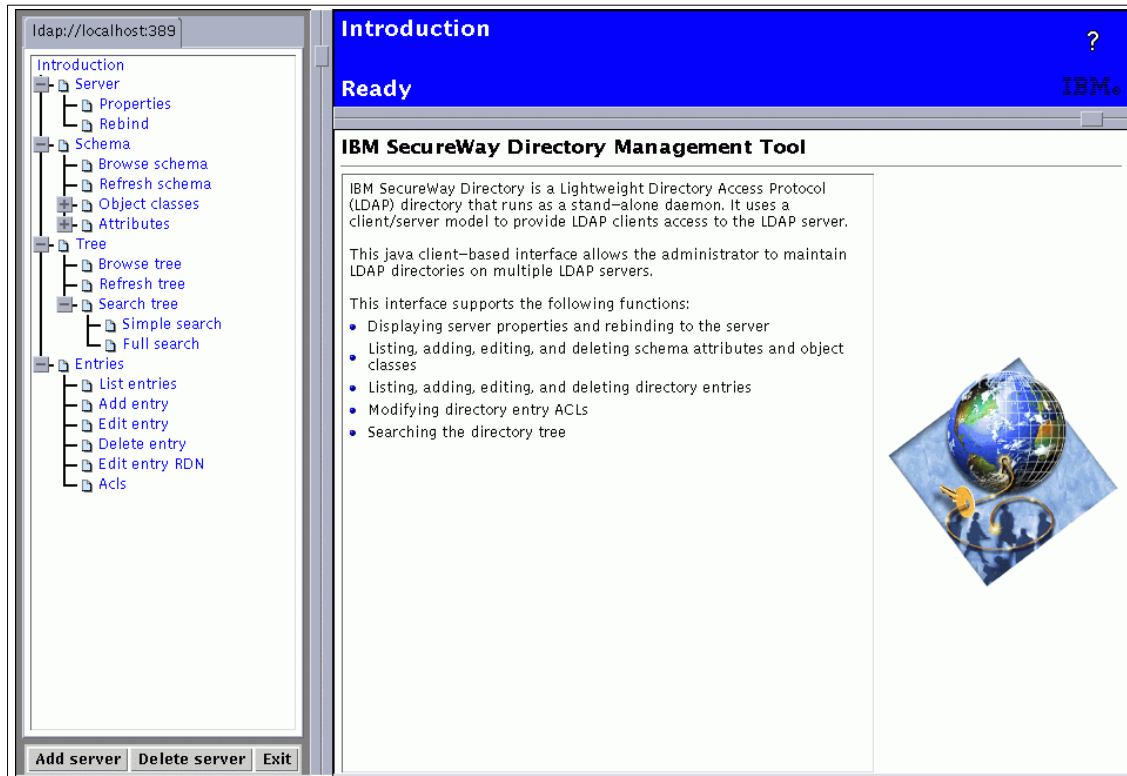 ldap://localhost:389
Introduction
Server
Properties
Rebind
Schema
Browse schema
Refresh schema
Object classes
Attributes
Tree
Browse tree
Refresh tree
Search tree
Simple search
Full search
Entries
List entries
Add entry
Edit entry
Delete entry
Edit entry RDN
Acls
Add server Delete server Exit
Introduction
?
Ready
IBM®
IBM SecureWay Directory Management Tool
IBM SecureWay Directory is a Lightweight Directory Access Protocol
(LDAP) directory that runs as a stand-alone daemon. It uses a
client/server model to provide LDAP clients access to the LDAP server.
This java client-based interface allows the administrator to maintain
LDAP directories on multiple LDAP servers.
This interface supports the following functions:
• Displaying server properties and rebinding to the server
• Listing, adding, editing, and deleting schema attributes and object
classes
• Listing, adding, editing, and deleting directory entries
• Modifying directory entry ACLs
• Searching the directory tree